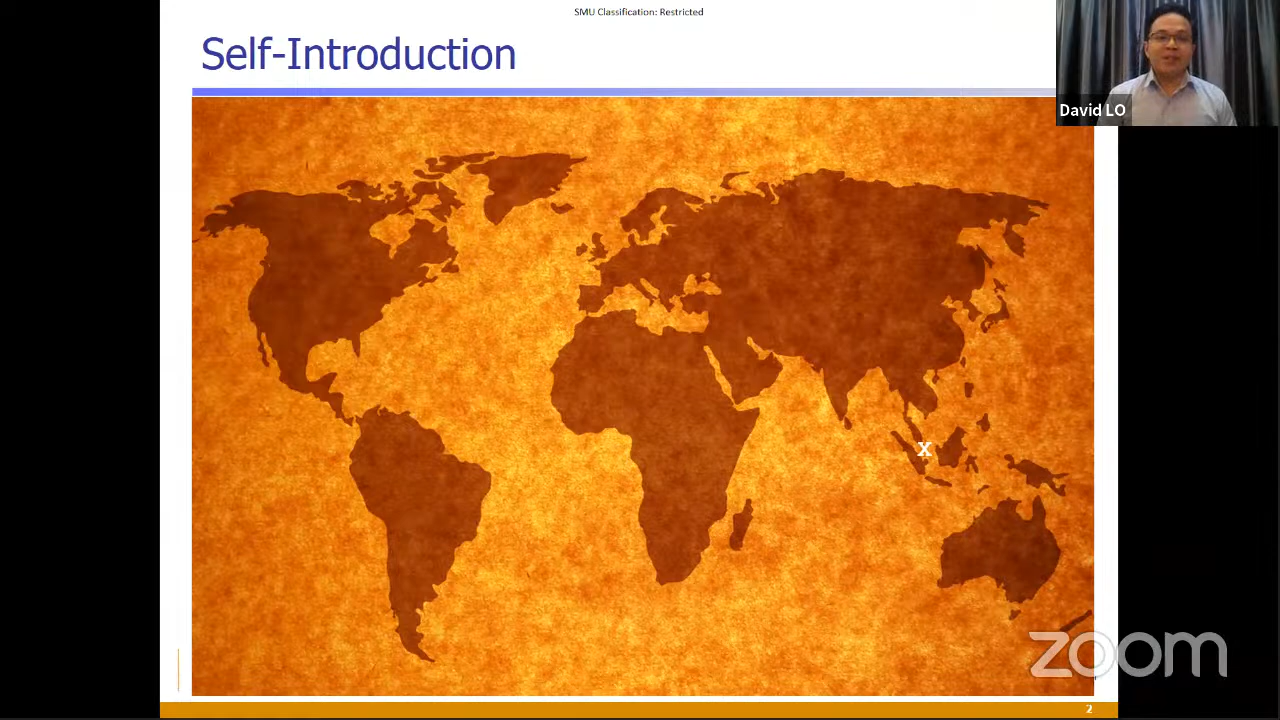 SMU Classification: Restricted
Self-Introduction
David LO
X
zoom
2